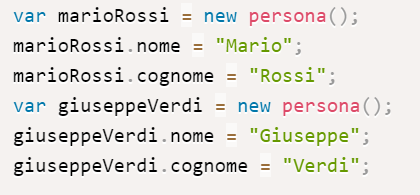 var marioRossi = new persona();
marioRossi.nome = "Mario";
marioRossi.cognome = "Rossi";
var giuseppeVerdi = new persona();
giuseppeVerdi.nome = "Giuseppe";
giuseppeVerdi.cognome = "Verdi";